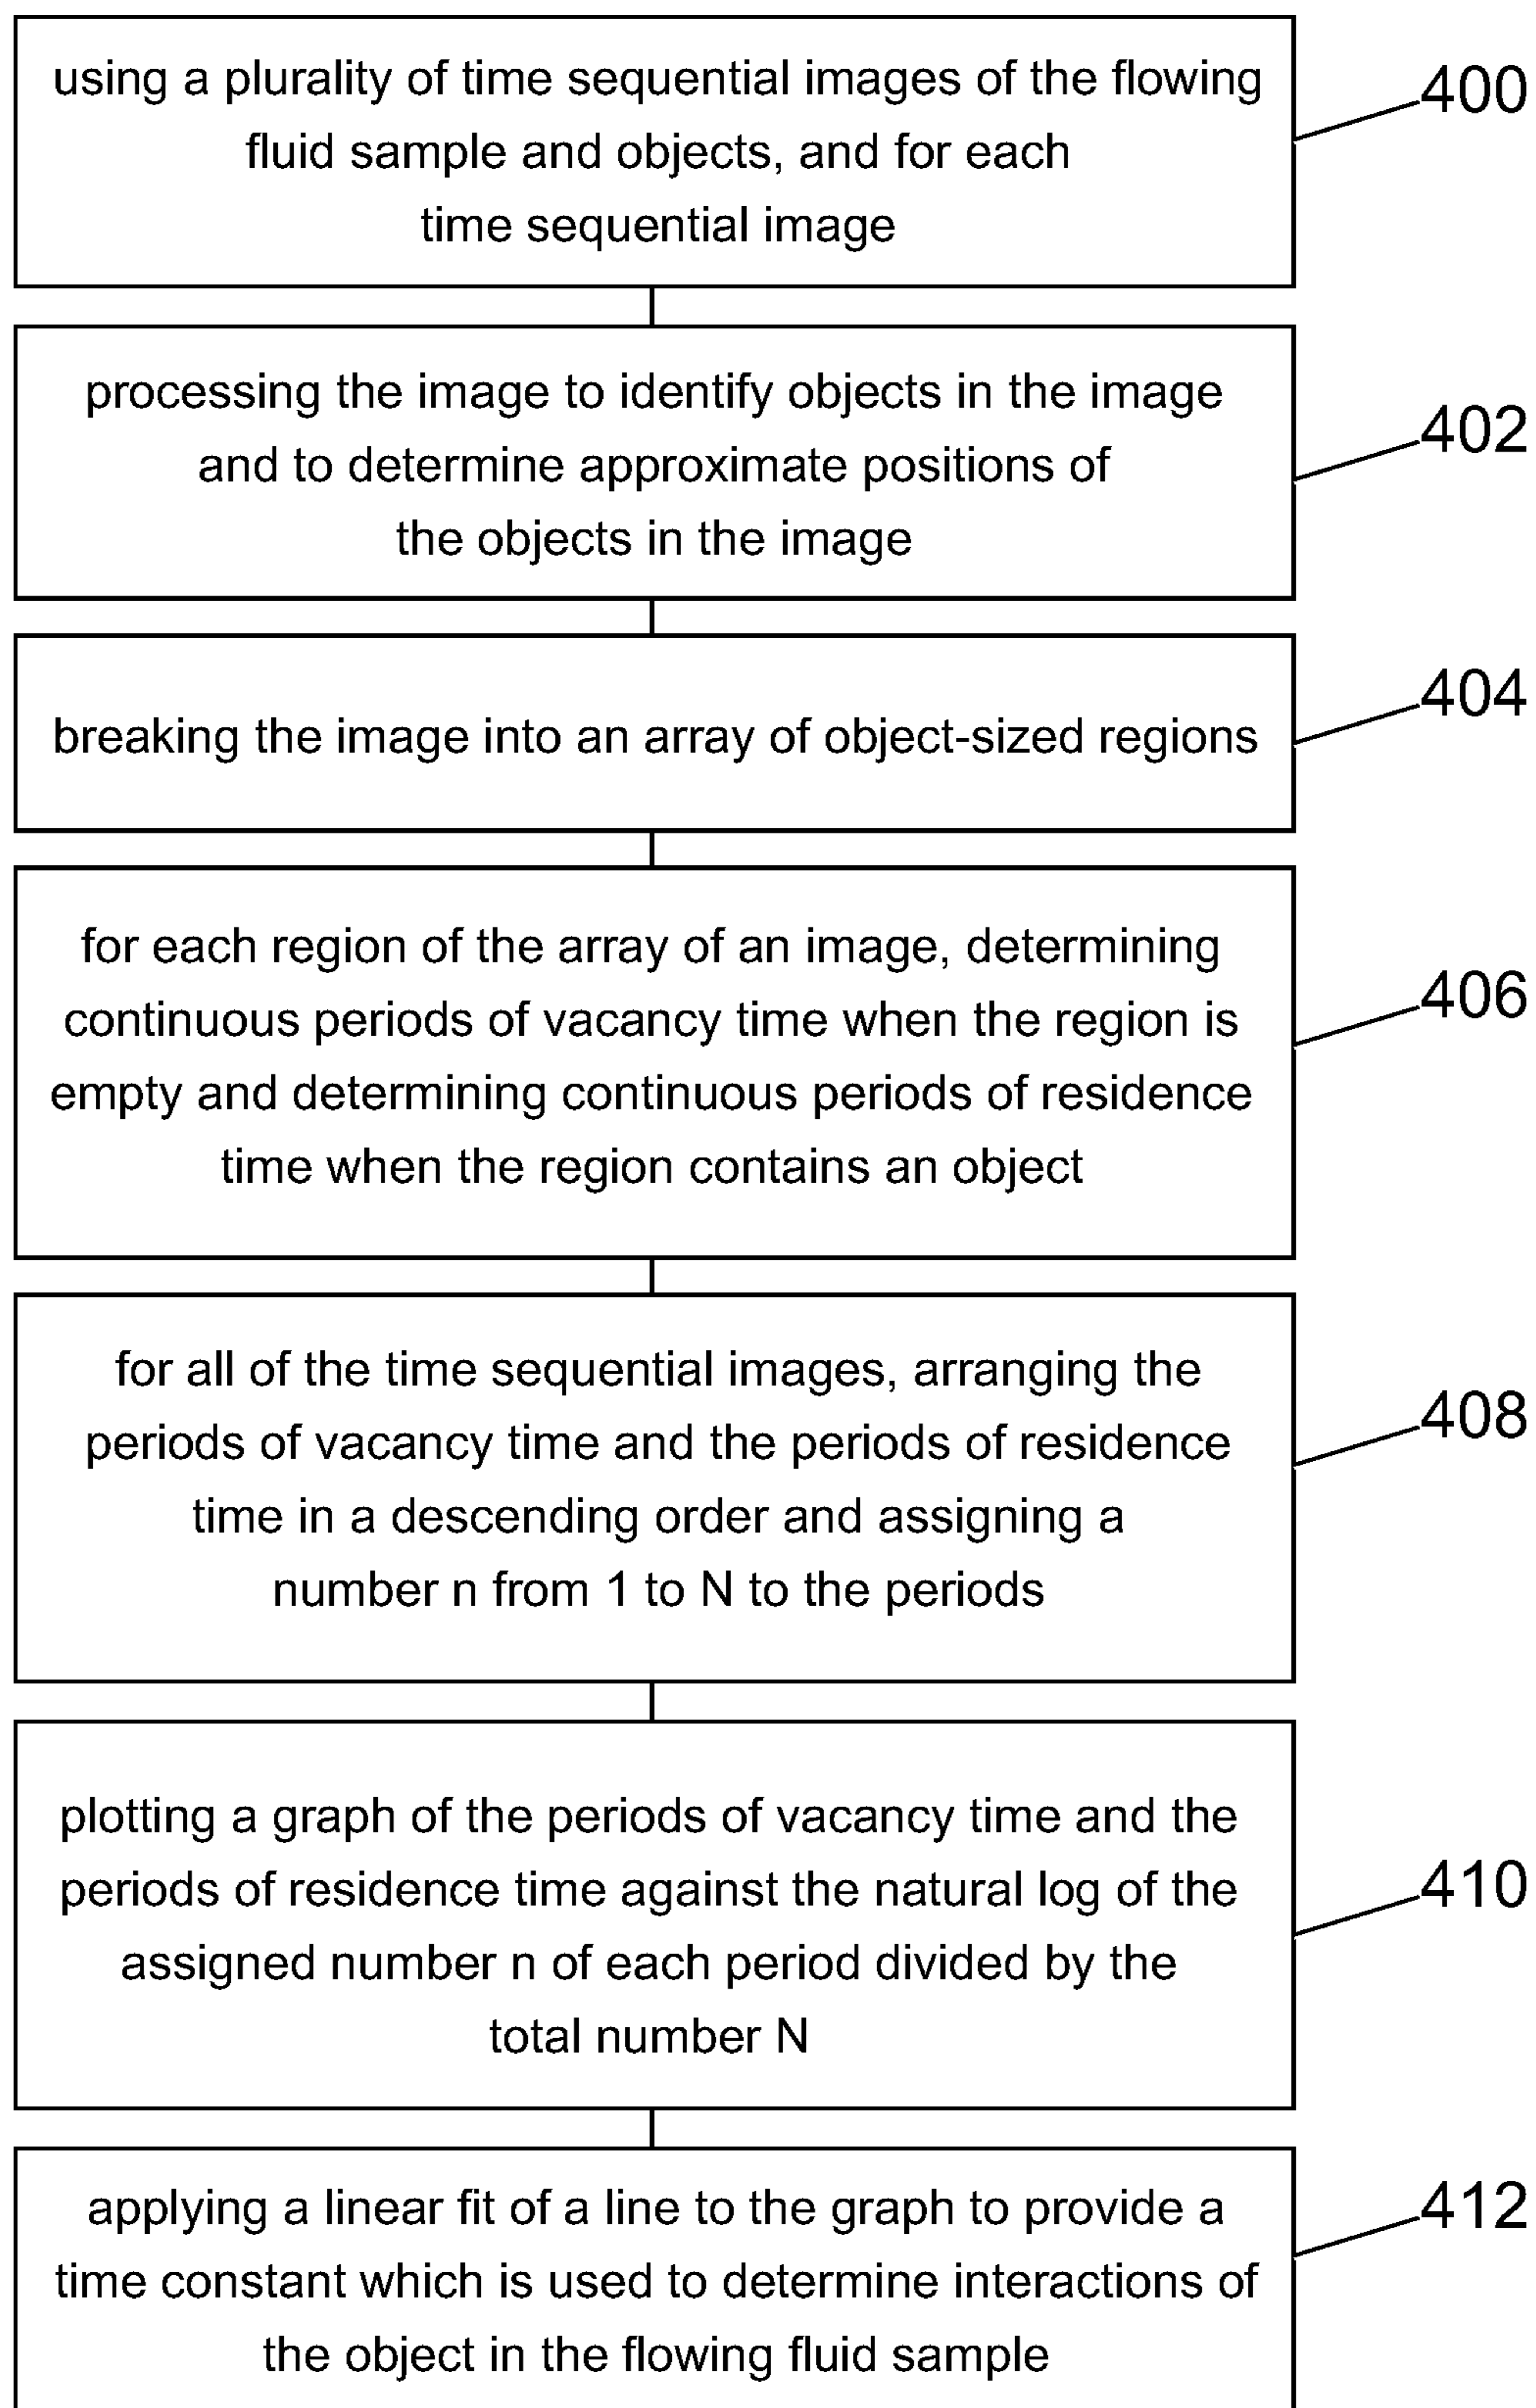 using a plurality of time sequential images of the flowing
fluid sample and objects, and for each
time sequential image
400
processing the image to identify objects in the image
and to determine approximate positions of
the objects in the image
402
breaking the image into an array of object-sized regions
404
for each region of the array of an image, determining
continuous periods of vacancy time when the region is
empty and determining continuous periods of residence
time when the region contains an object
406
for all of the time sequential images, arranging the
periods of vacancy time and the periods of residence
time in a descending order and assigning a
number n from 1 to N to the periods
408
plotting a graph of the periods of vacancy time and the
periods of residence time against the natural log of the
assigned number n of each period divided by the
total number N
410
applying a linear fit of a line to the graph to provide a
time constant which is used to determine interactions of
the object in the flowing fluid sample
412